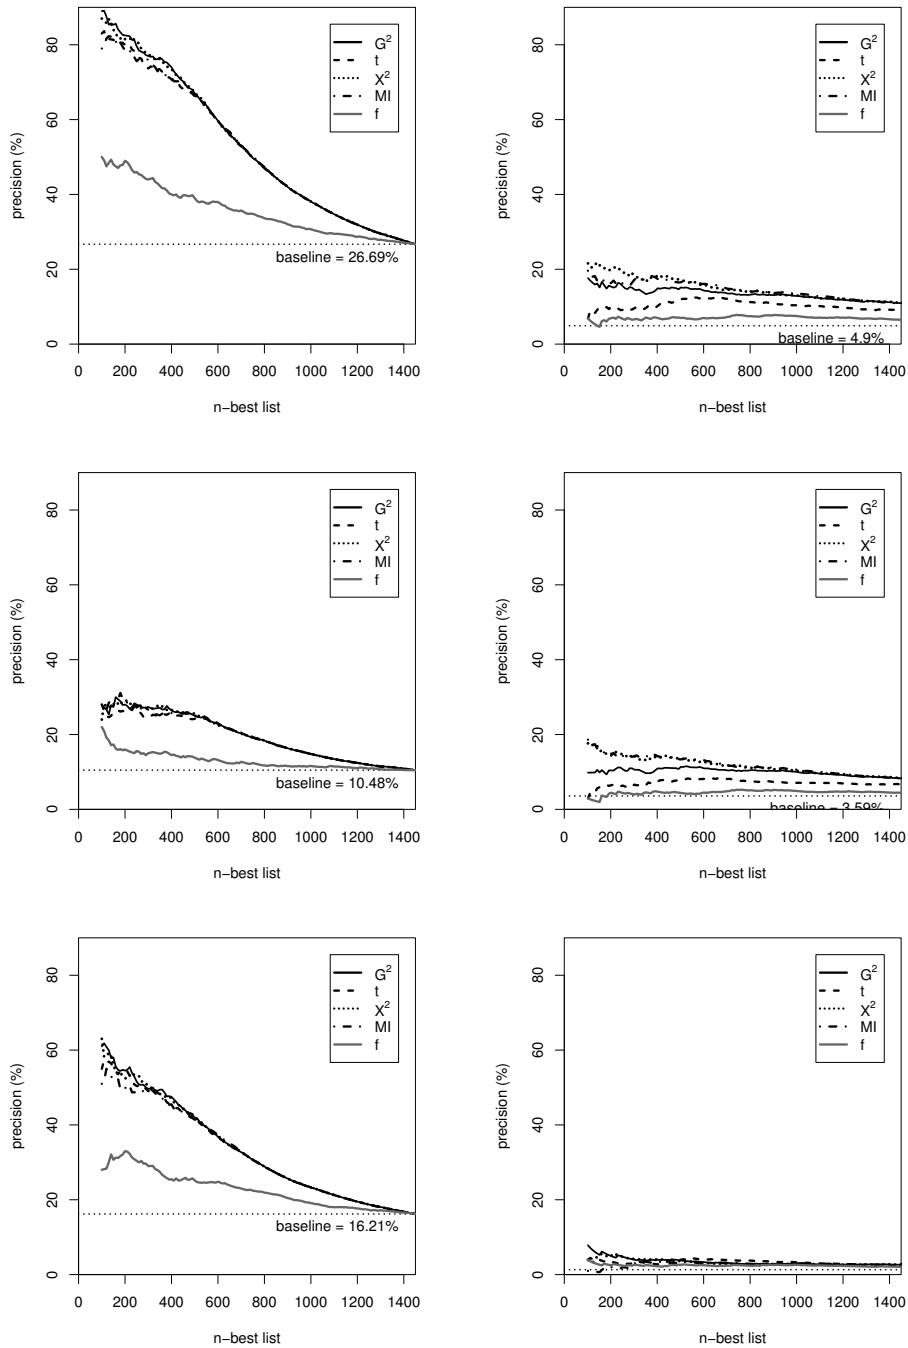 precision (%)
80
60
40
20
0
G²
t
X²
MI
f
baseline = 26.69%
0 200 400 600 800 1000 1200 1400
n−best list
precision (%)
80
60
40
20
0
G²
t
X²
MI
f
baseline = 4.9%
0 200 400 600 800 1000 1200 1400
n−best list
precision (%)
80
60
40
20
0
G²
t
X²
MI
f
baseline = 10.48%
0 200 400 600 800 1000 1200 1400
n−best list
precision (%)
80
60
40
20
0
G²
t
X²
MI
f
baseline = 3.59%
0 200 400 600 800 1000 1200 1400
n−best list
precision (%)
80
60
40
20
0
G²
t
X²
MI
f
baseline = 16.21%
0 200 400 600 800 1000 1200 1400
n−best list
precision (%)
80
60
40
20
0
G²
t
X²
MI
f
0 200 400 600 800 1000 1200 1400
n−best list